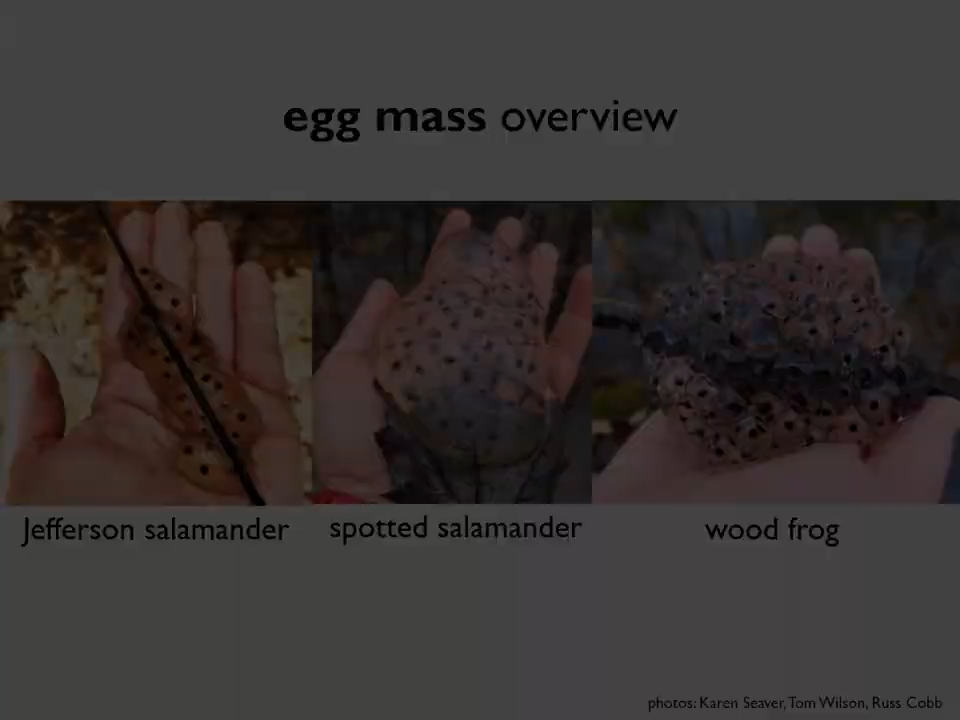 egg mass overview
Jefferson salamander
spotted salamander
wood frog
photos: Karen Seaver, Tom Wilson, Russ Cobb